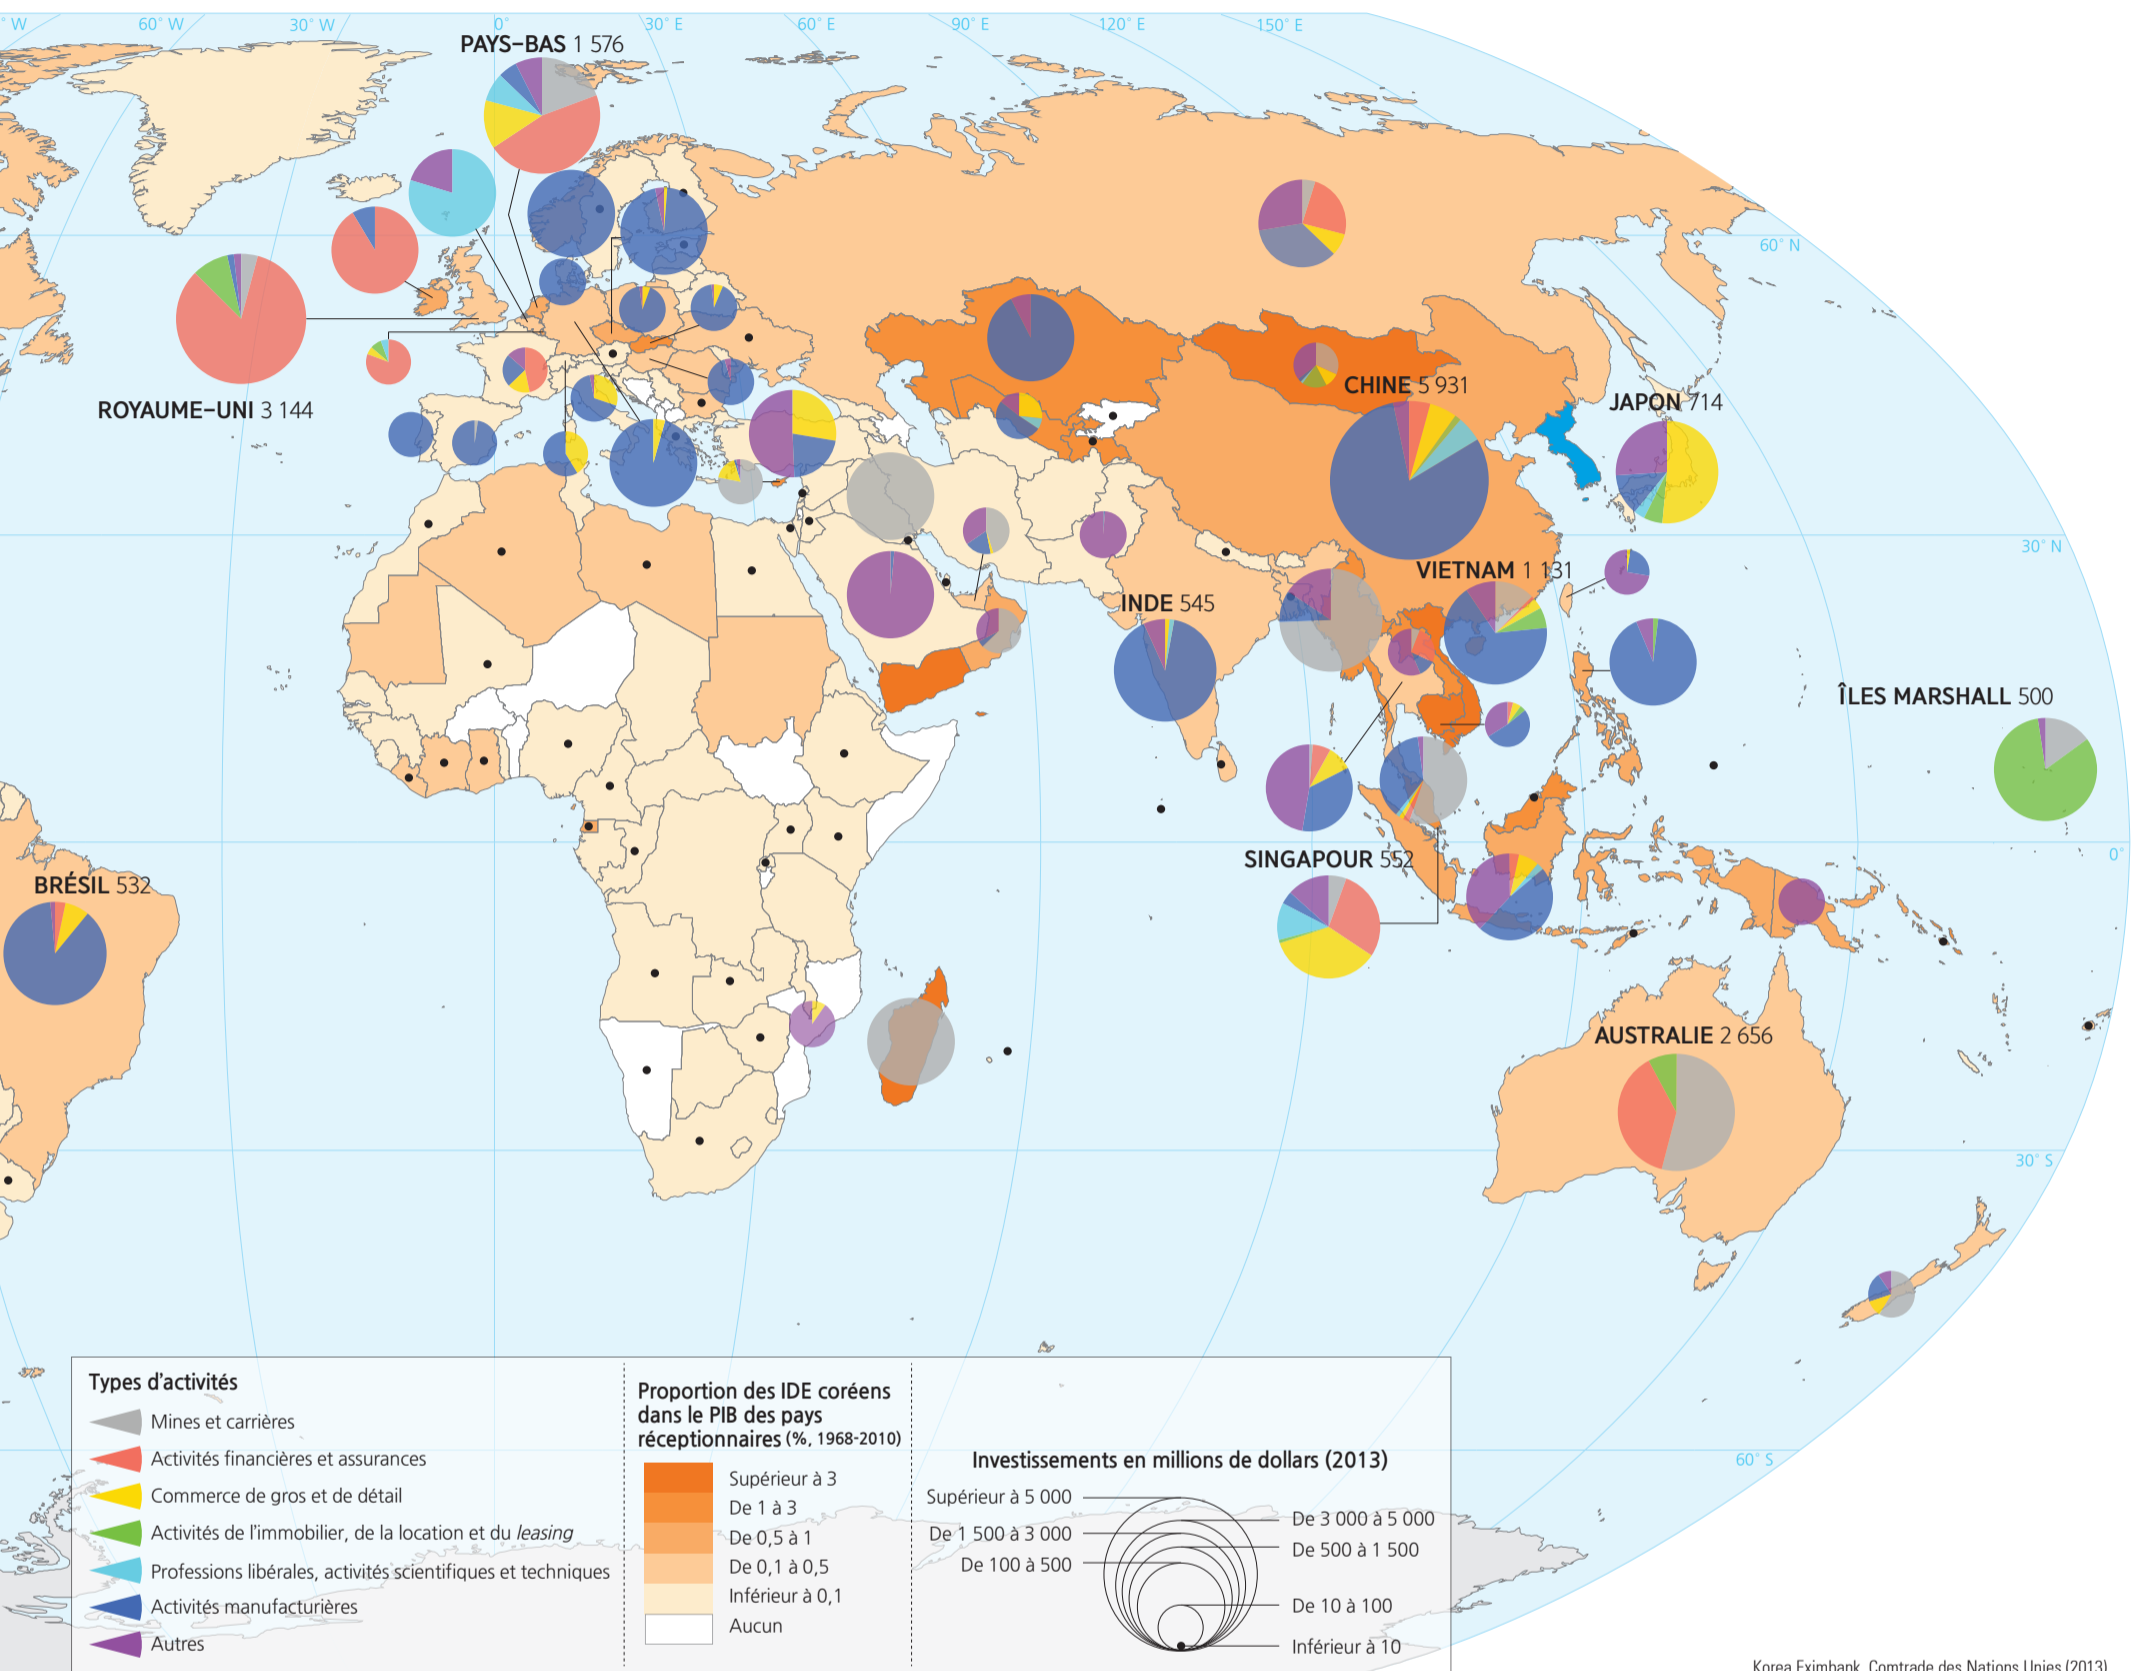 ° W
60° W
30° W
0°
30° E
60° E
90° E
120° E
150° E
PAYS-BAS 1 576
60° N
ROYAUME-UNI 3 144
CHINE 5 931
JAPON 714
30° N
VIETNAM 1 131
INDE 545
ÎLES MARSHALL 500
0°
SINGAPOUR 552
BRÉSIL 532
AUSTRALIE 2 656
30° S
60° S
Types d'activités
Mines et carrières
Activités financières et assurances
Commerce de gros et de détail
Activités de l'immobilier, de la location et du leasing
Professions libérales, activités scientifiques et techniques
Activités manufacturières
Autres
Proportion des IDE coréens
dans le PIB des pays
réceptionnaires (%, 1968-2010)
Supérieur à 3
De 1 à 3
De 0,5 à 1
De 0,1 à 0,5
Inférieur à 0,1
Aucun
Investissements en millions de dollars (2013)
Supérieur à 5 000
De 3 000 à 5 000
De 1 500 à 3 000
De 500 à 1 500
De 100 à 500
De 10 à 100
Inférieur à 10
Korea Eximbank, Comtrade des Nations Unies (2013)